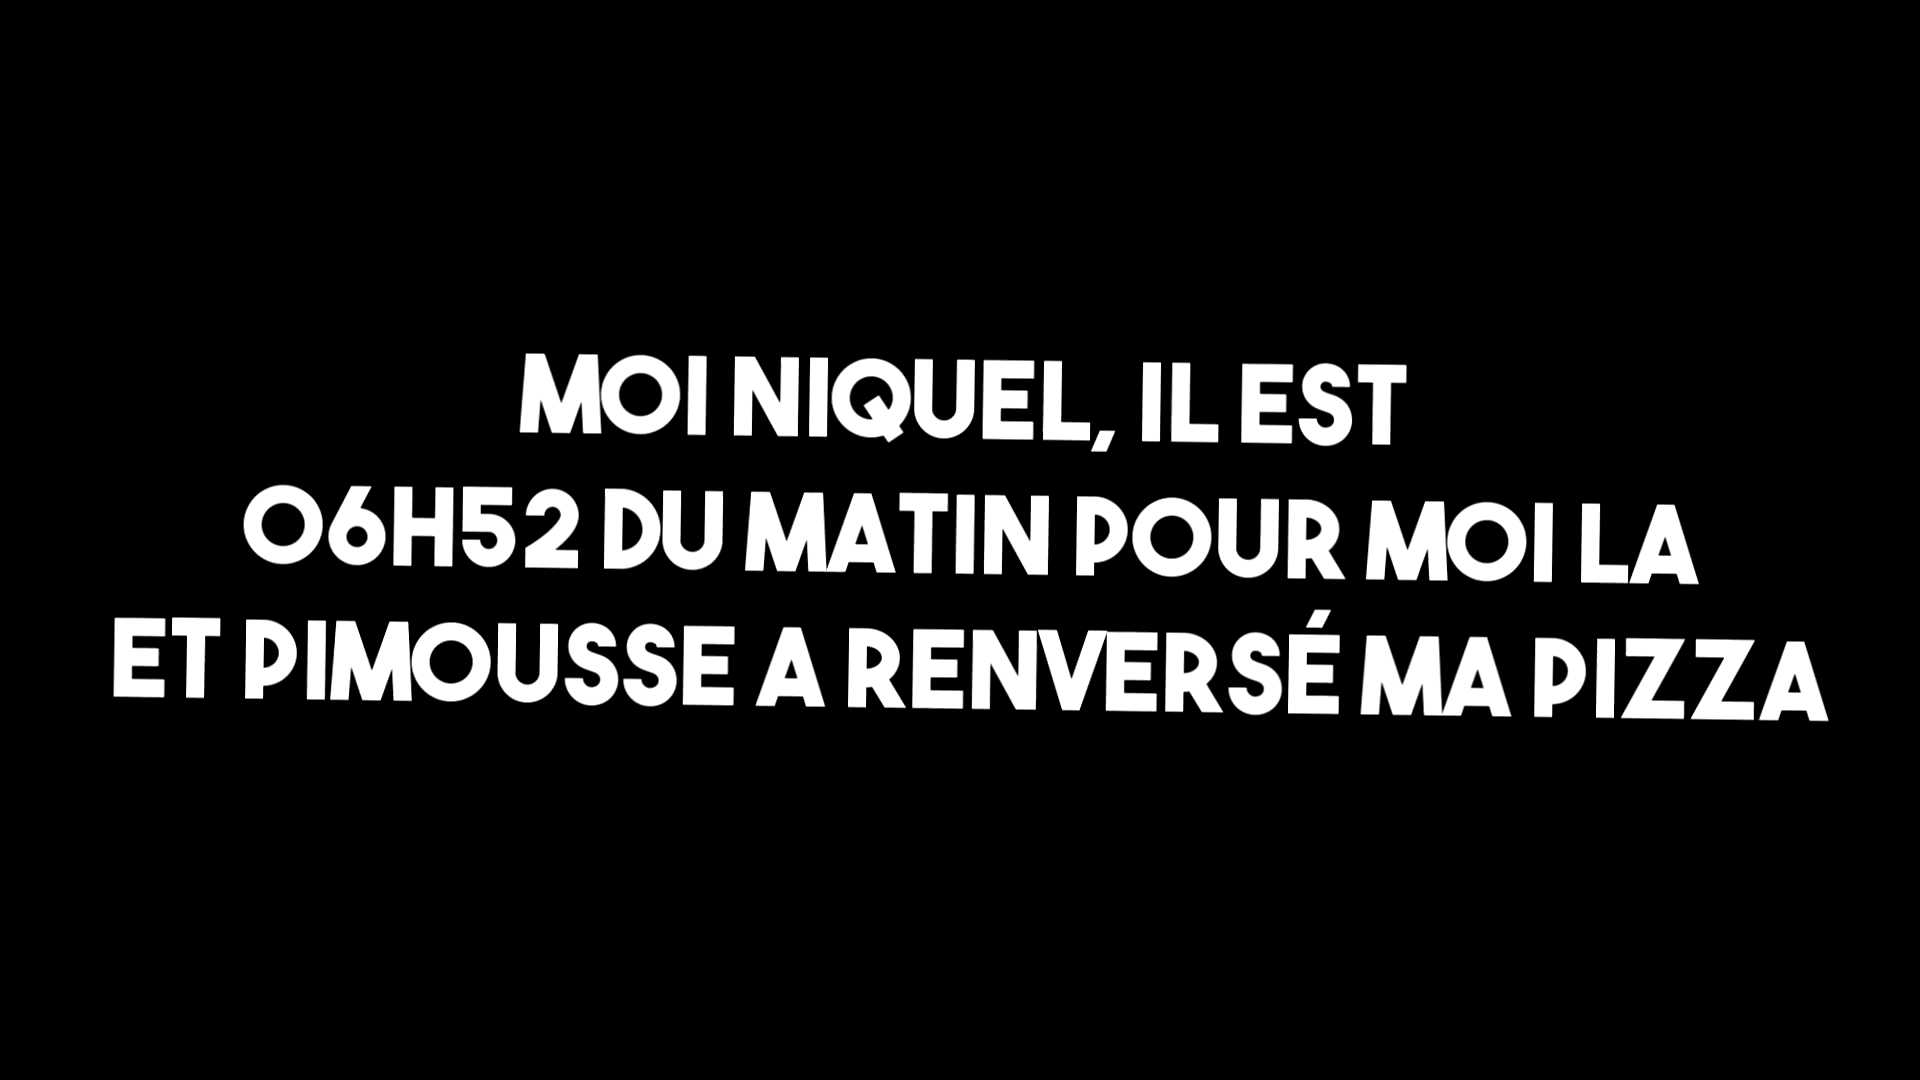 MOI NIQUEL, IL EST
06H52 DU MATIN POUR MOI LA
ET PIMOUSSE A RENVERSÉ MA PIZZA